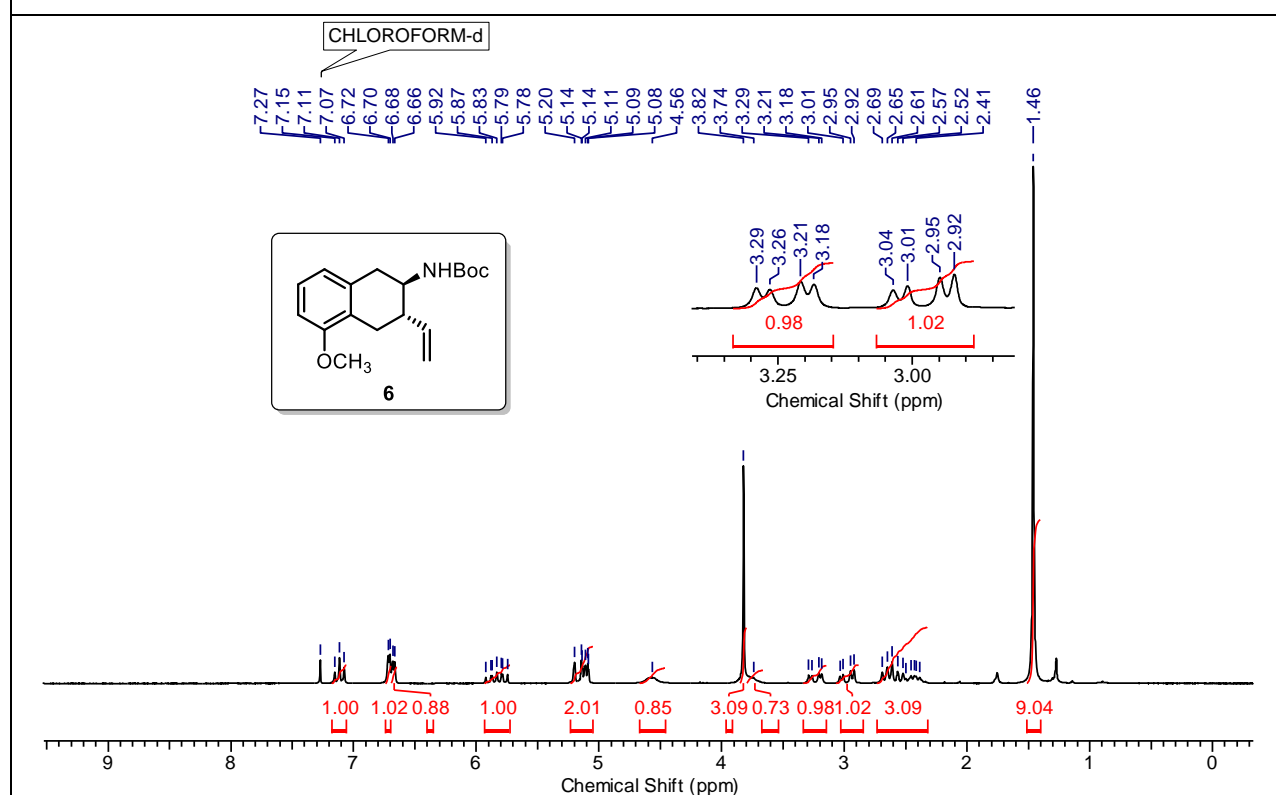 CHLOROFORM-d
7.27 7.15 7.11 7.07 6.72 6.70 6.68 6.66 5.92 5.87 5.83 5.79 5.78 5.20 5.14 5.14 5.11 5.09 5.08 4.56 3.82 3.74 3.29 3.21 3.18 3.01 2.95 2.92 2.69 2.65 2.61 2.57 2.52 2.41 1.46
3.29 3.26 3.21 3.18 3.04 3.01 2.95 2.92
0.98 1.02
3.25 3.00
Chemical Shift (ppm)
NHBoc
OCH3
6
1.00 1.02 0.88 1.00 2.01 0.85 3.09 0.73 0.98 1.02 3.09 9.04
9 8 7 6 5 4 3 2 1 0
Chemical Shift (ppm)